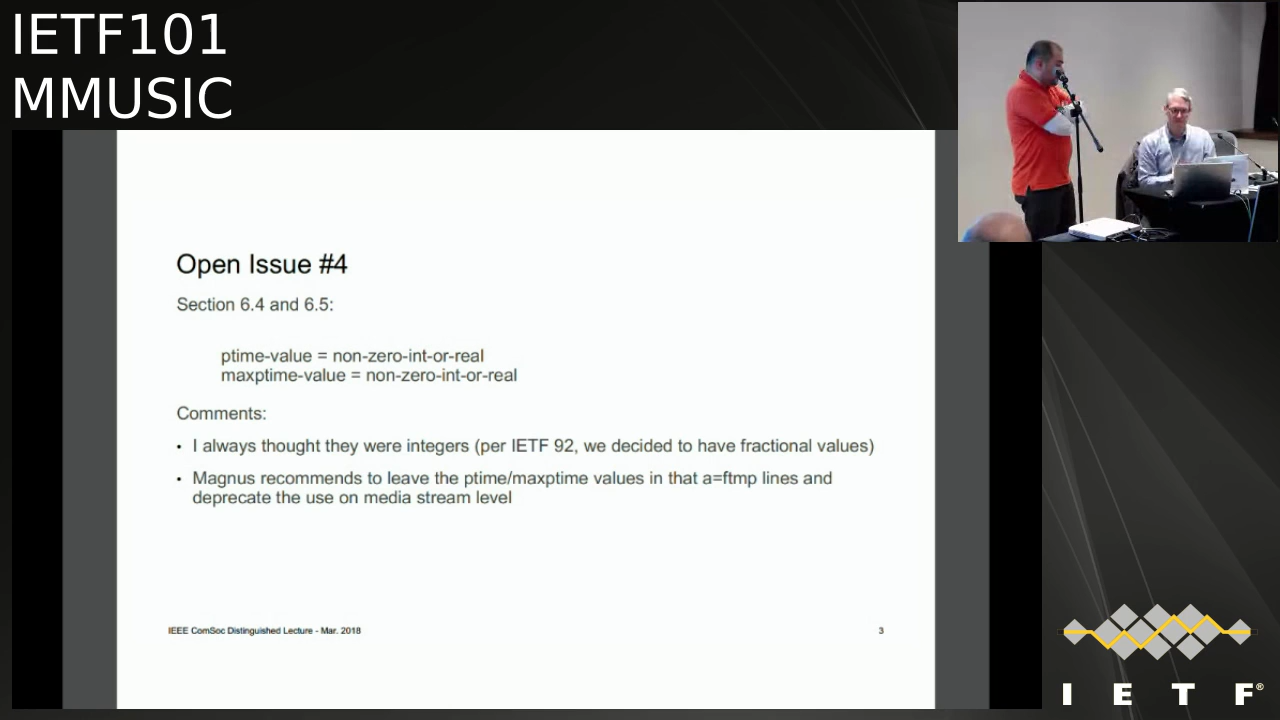 IETF101
MMUSIC
Open Issue #4
Section 6.4 and 6.5:
ptime-value = non-zero-int-or-real
maxptime-value = non-zero-int-or-real
Comments:
• I always thought they were integers (per IETF 92, we decided to have fractional values)
• Magnus recommends to leave the ptime/maxptime values in that a=ftmp lines and
deprecate the use on media stream level
IEEE ComSoc Distinguished Lecture - Mar. 2018
3
I E T F®